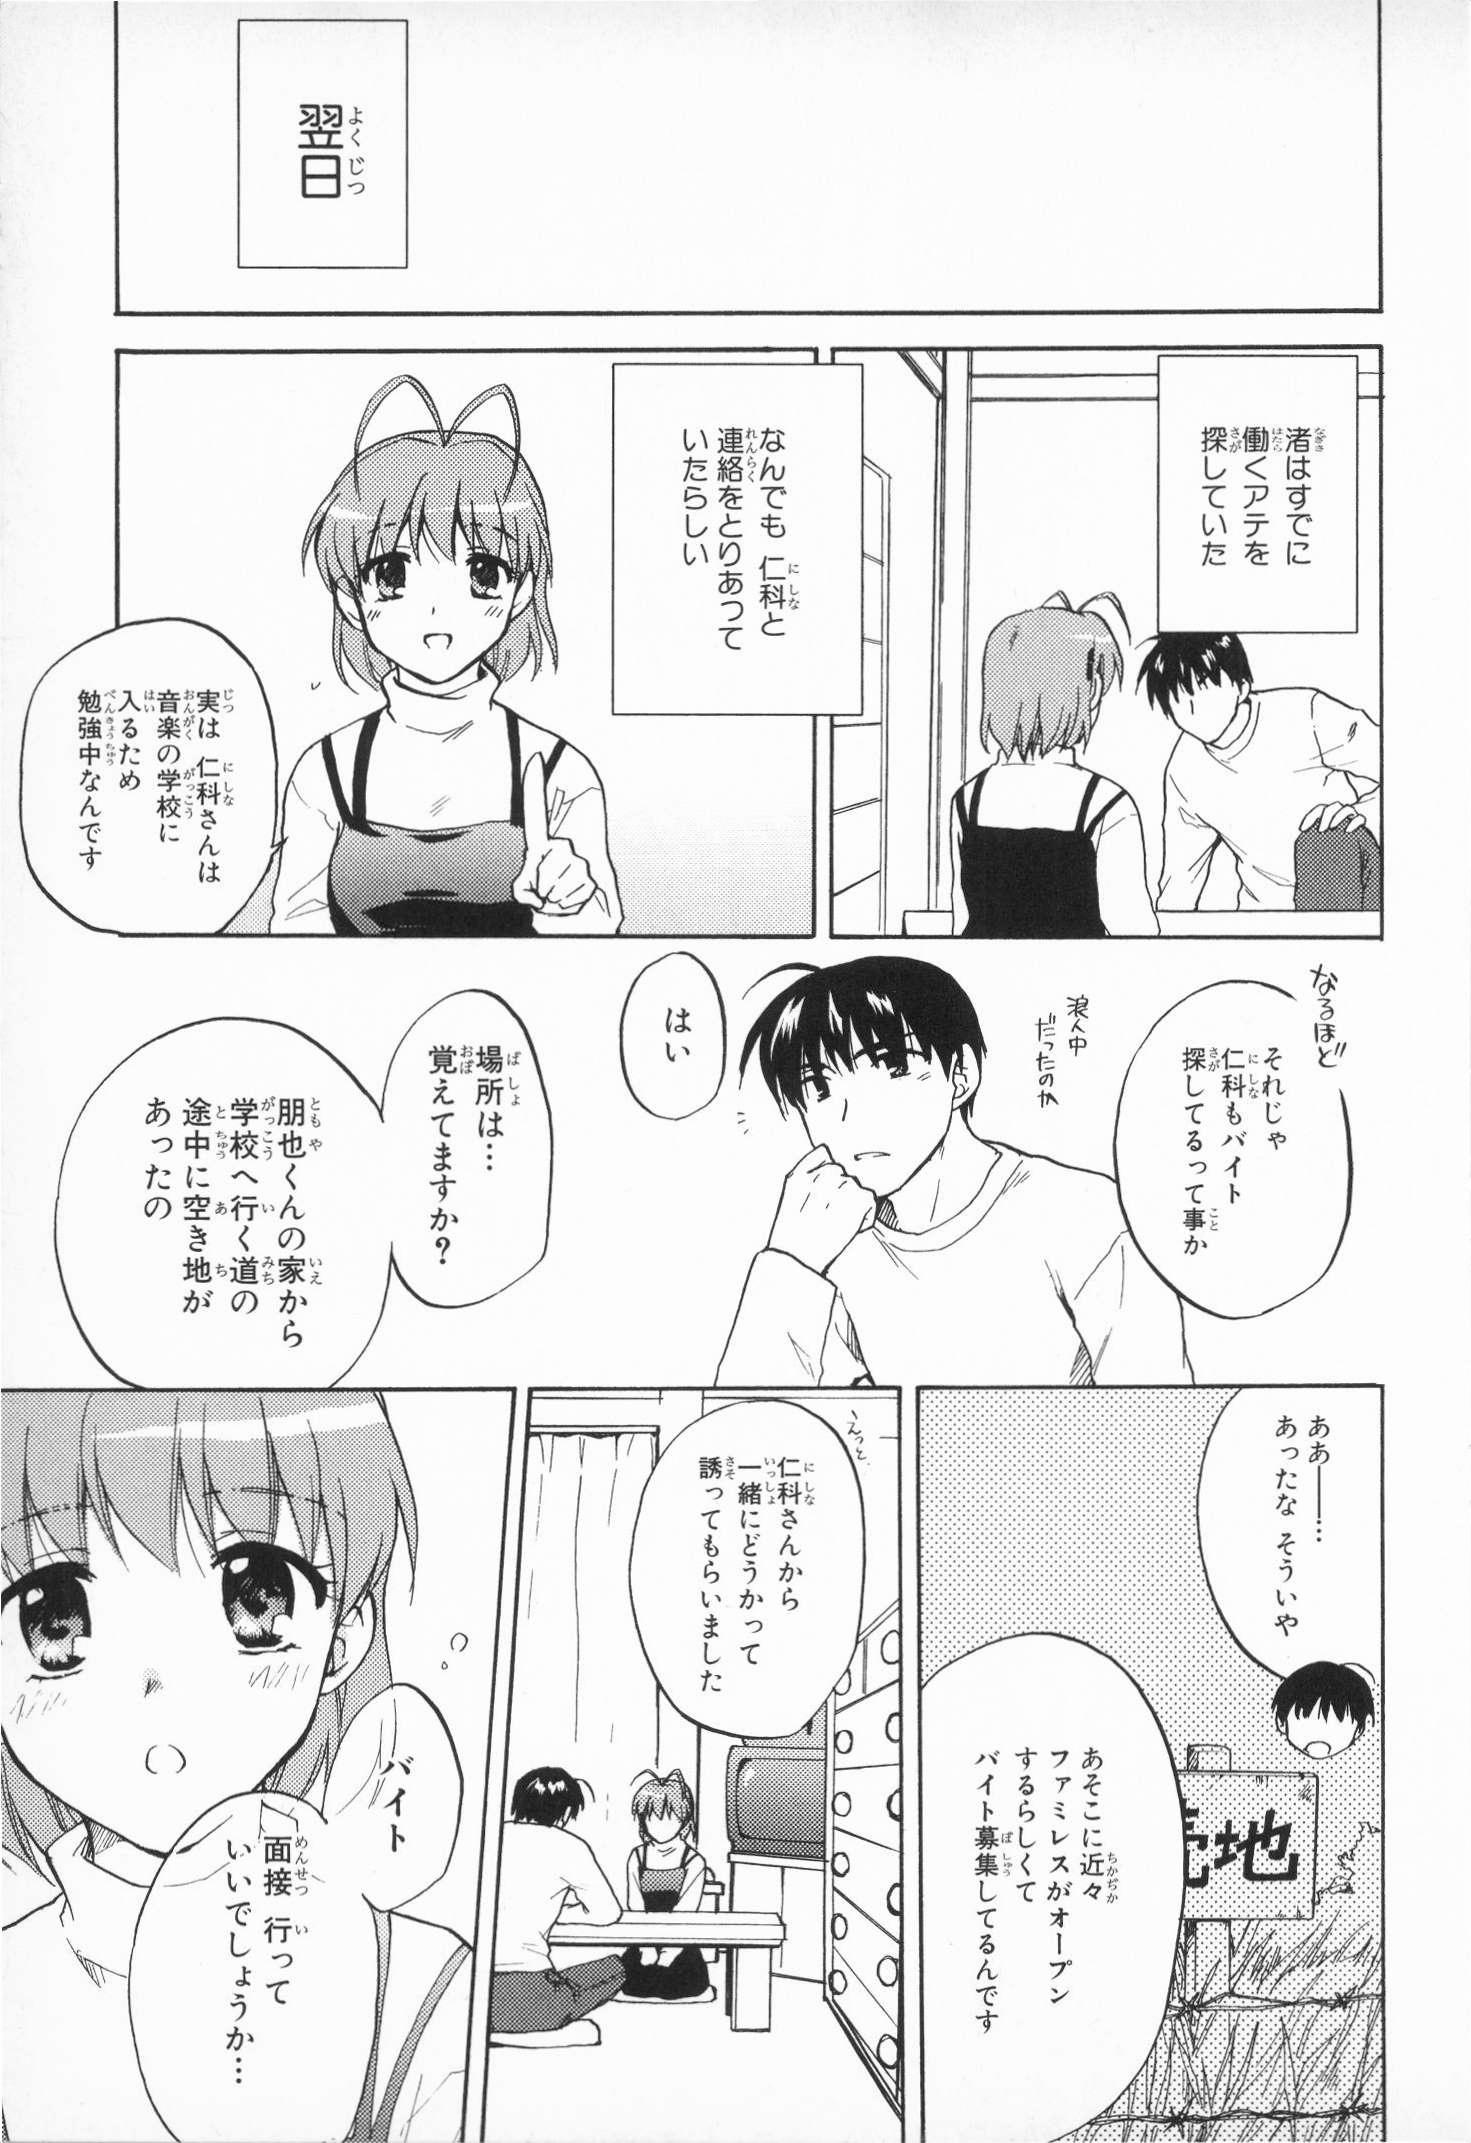 翌日
渚はすでに
働くアテを
探していた
なんでも 仁科と
連絡をとりあって
いたらしい
実は 仁科さんは
音楽の学校に
入るため
勉強中なんです
なるほど
それじゃ
仁科もバイト
探してるって事か
浪人中
だったのか
はい
場所は…
覚えてますか?
朋也くんの家から
学校へ行く道の
途中に空き地が
あったの
ああ――…
あったな そういや
売地
あそこに近々
ファミレスがオープン
するらしくて
バイト募集してるんです
えっと
仁科さんから
一緒にどうかって
誘ってもらいました
バイト
面接 行って
いいでしょうか…